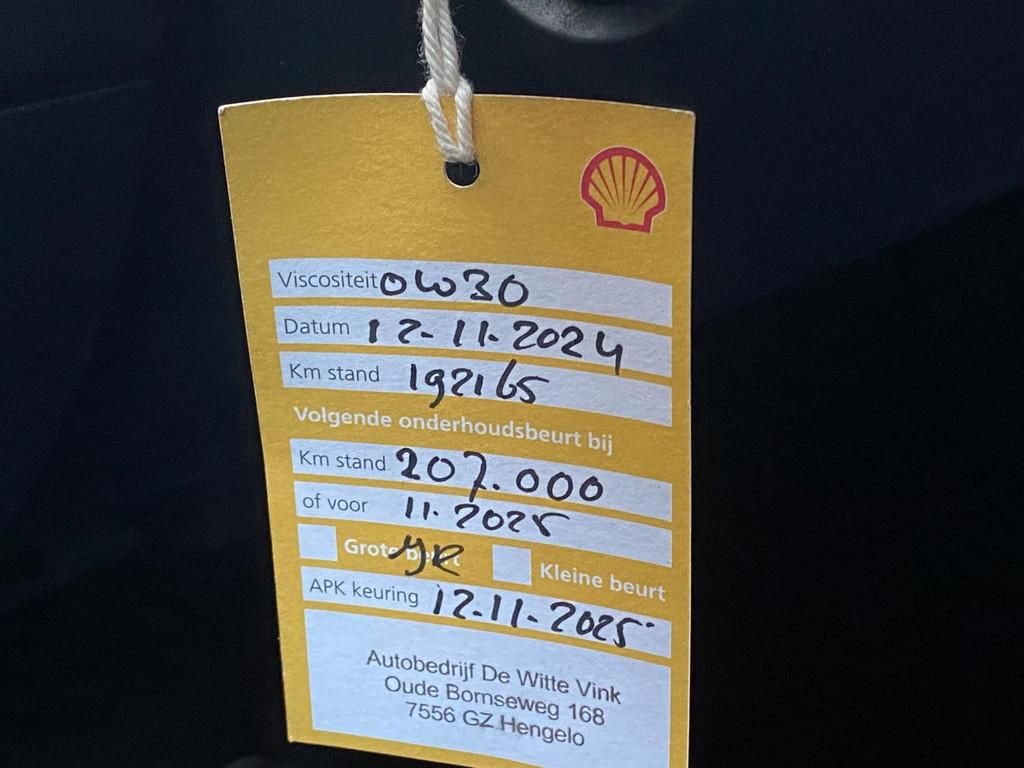 Viscositeit 0W30
Datum 12-11-2024
Km stand 192165
Volgende onderhoudsbeurt bij
Km stand 207.000
of voor 11.2025
Grote beurt Kleine beurt
APK keuring 12-11-2025
Autobedrijf De Witte Vink
Oude Bornseweg 168
7556 GZ Hengelo